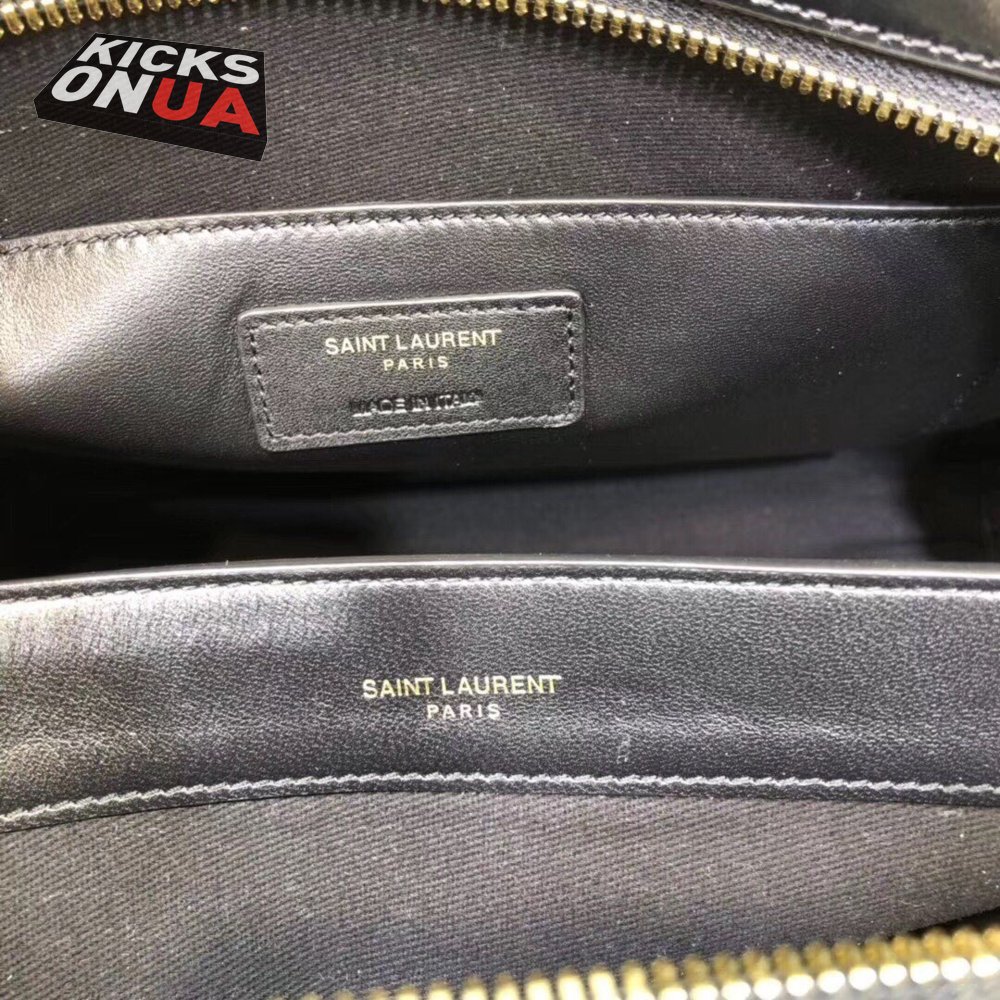 KICKS
ONUA
SAINT LAURENT
PARIS
MADE IN ITALY
SAINT LAURENT
PARIS